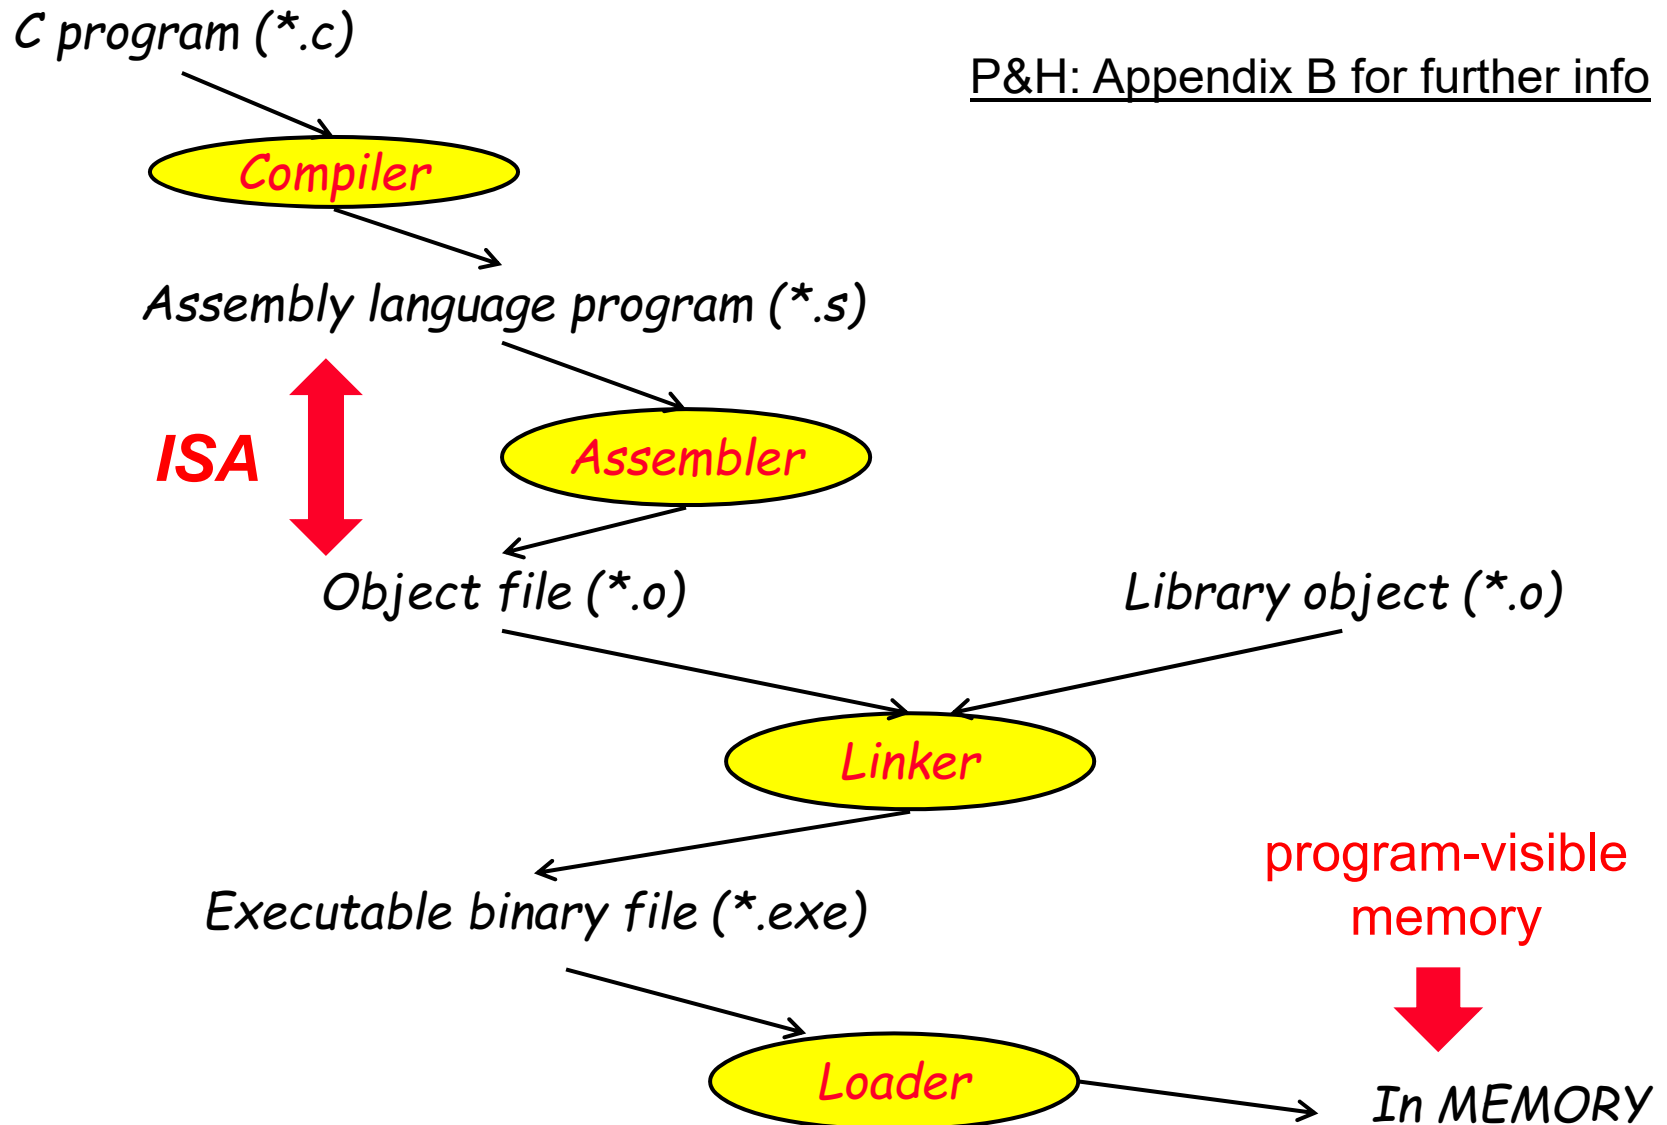 C program (*.c)
P&H: Appendix B for further info
Compiler
Assembly language program (*.s)
ISA
Assembler
Object file (*.o)
Library object (*.o)
Linker
program-visible
memory
Executable binary file (*.exe)
Loader
In MEMORY